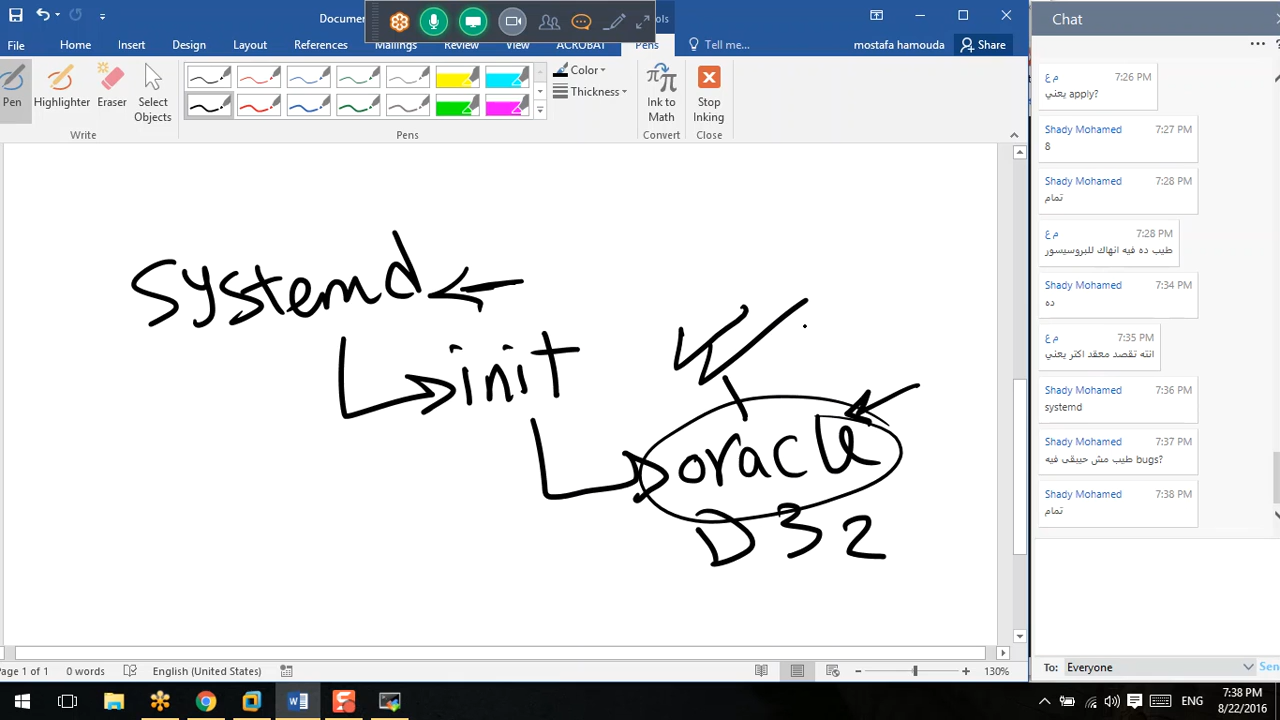 Documen
ols
File
Home
Insert
Design
Layout
References
Mailings
Review
View
ACROBAT
Pens
Tell me...
mostafa hamouda
Share
Pen
Highlighter
Eraser
Select Objects
Color
Thickness
Ink to Math
Stop Inking
Write
Pens
Convert
Close
systemd
init
oracle
D32
Page 1 of 1
0 words
English (United States)
130%
Chat
م ع 7:26 PM
يعني apply?
Shady Mohamed 7:27 PM
8
Shady Mohamed 7:28 PM
تمام
م ع 7:28 PM
طيب ده فيه انهاك للبروسيسور
Shady Mohamed 7:34 PM
ده
م ع 7:35 PM
انته تقصد معقد اكتر يعني
Shady Mohamed 7:36 PM
systemd
Shady Mohamed 7:37 PM
طيب مش حيبقى فيه bugs?
Shady Mohamed 7:38 PM
تمام
To: Everyone
Sen
ENG
7:38 PM
8/22/2016